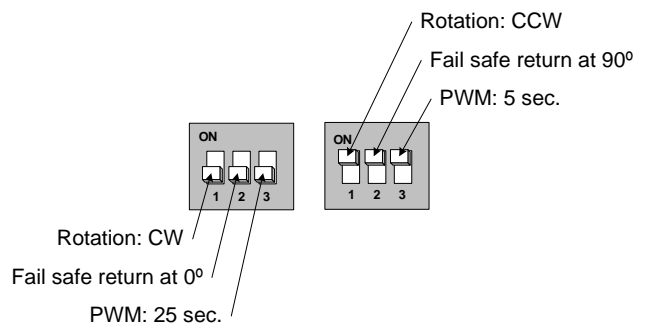 Rotation: CCW
Fail safe return at 90º
PWM: 5 sec.
ON
1 2 3
ON
1 2 3
Rotation: CW
Fail safe return at 0º
PWM: 25 sec.